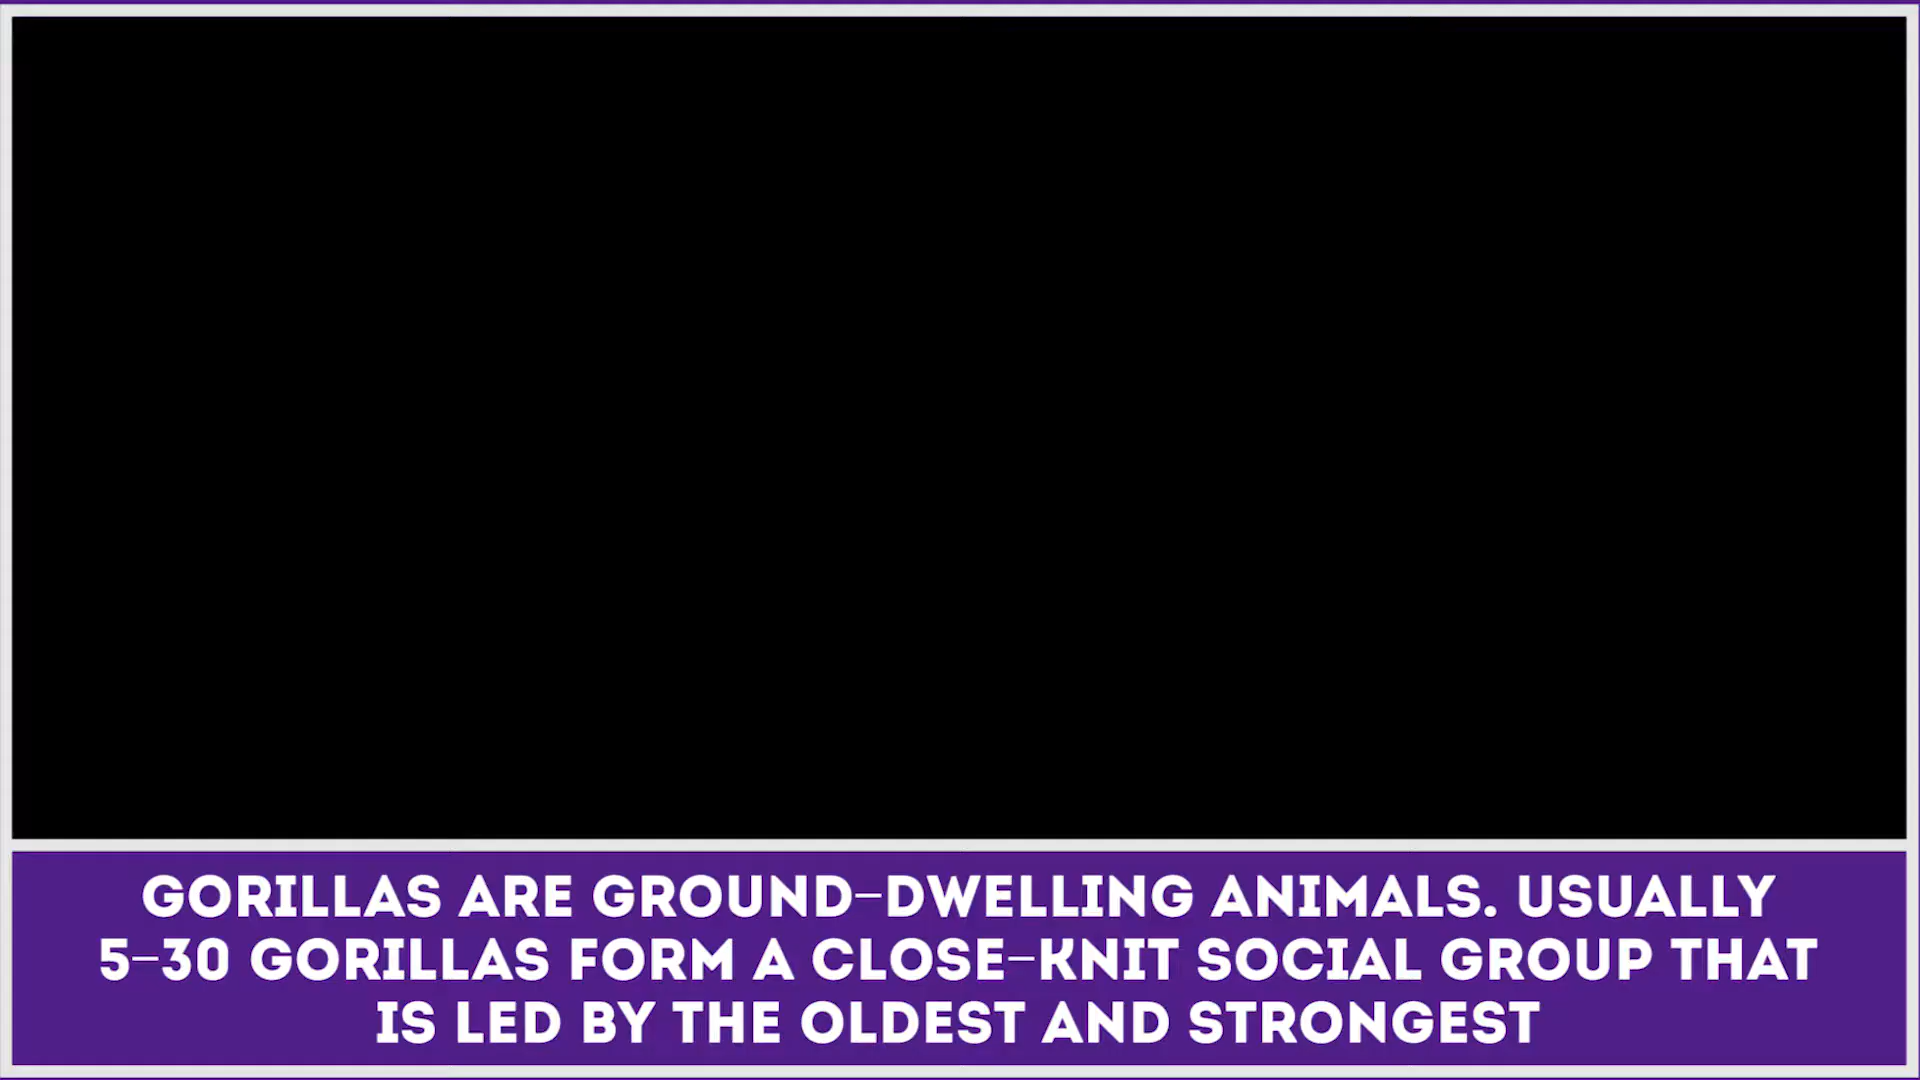 GORILLAS ARE GROUND-DWELLING ANIMALS. USUALLY
5-30 GORILLAS FORM A CLOSE-KNIT SOCIAL GROUP THAT
IS LED BY THE OLDEST AND STRONGEST